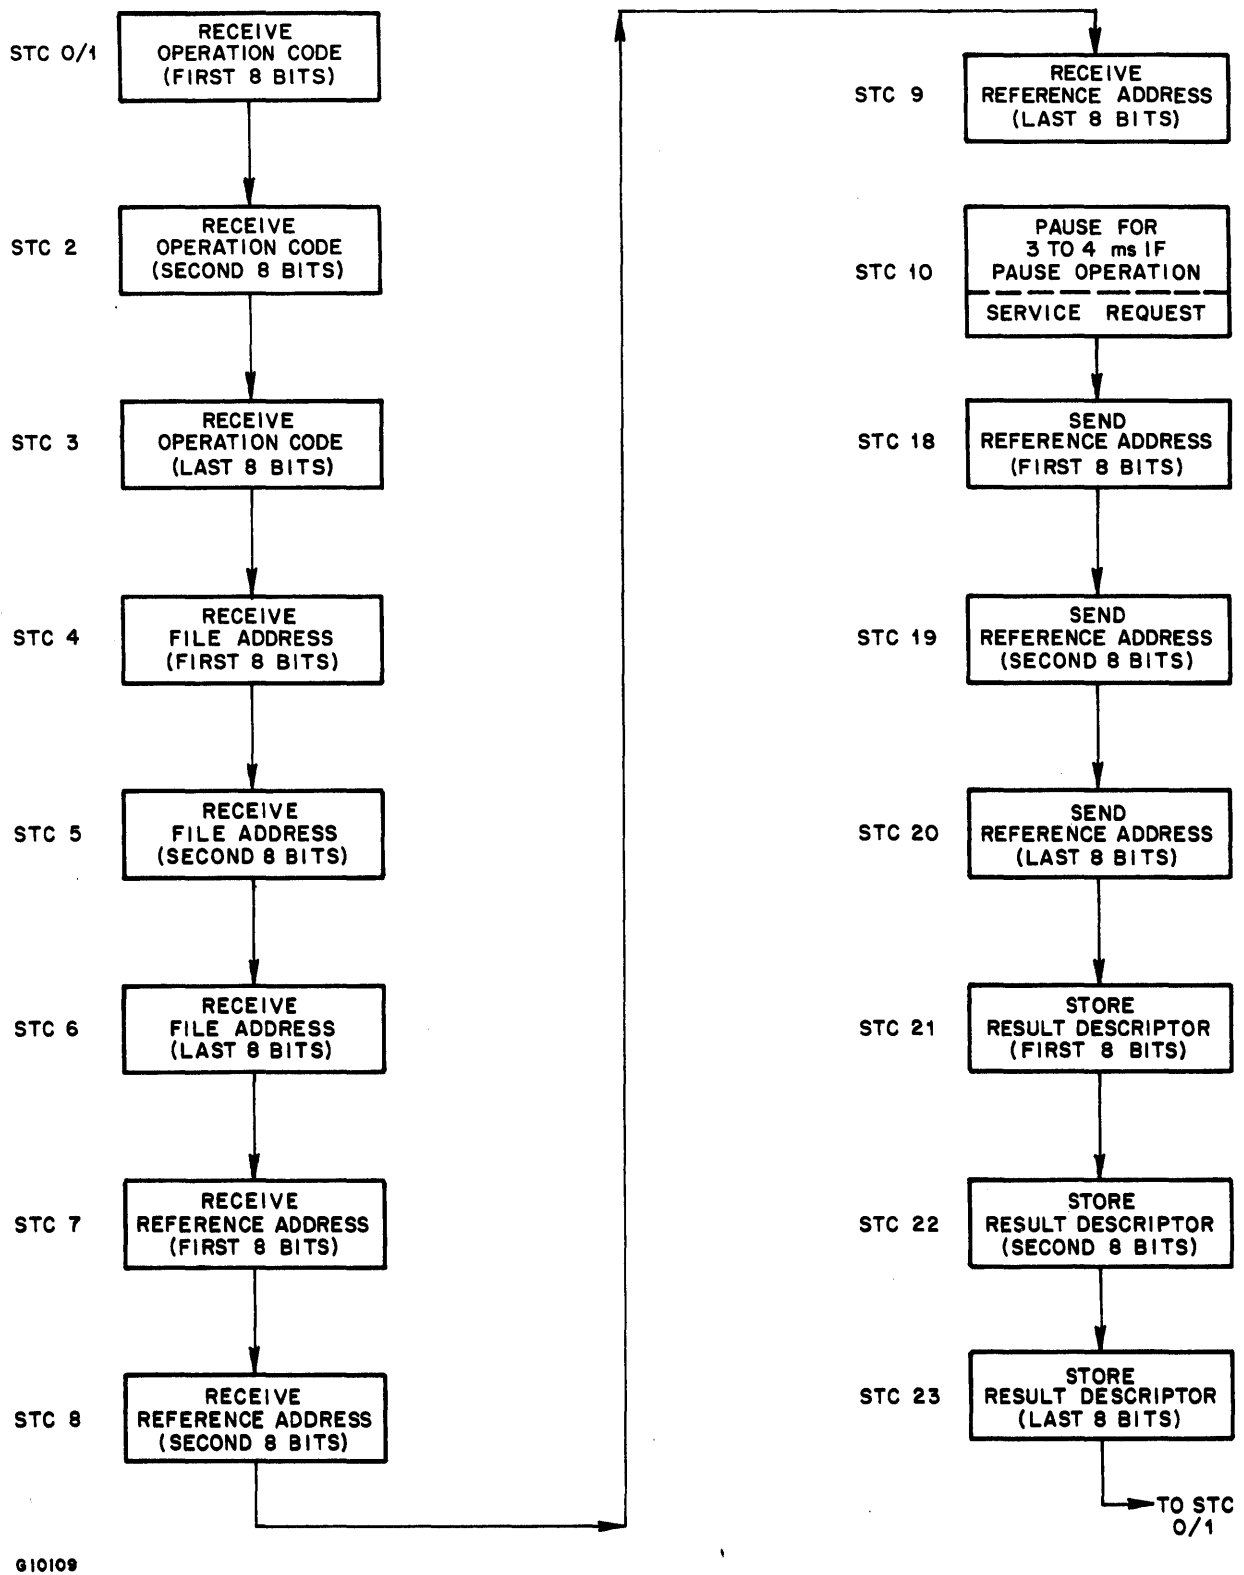 STC 0/1
RECEIVE
OPERATION CODE
(FIRST 8 BITS)
STC 2
RECEIVE
OPERATION CODE
(SECOND 8 BITS)
STC 3
RECEIVE
OPERATION CODE
(LAST 8 BITS)
STC 4
RECEIVE
FILE ADDRESS
(FIRST 8 BITS)
STC 5
RECEIVE
FILE ADDRESS
(SECOND 8 BITS)
STC 6
RECEIVE
FILE ADDRESS
(LAST 8 BITS)
STC 7
RECEIVE
REFERENCE ADDRESS
(FIRST 8 BITS)
STC 8
RECEIVE
REFERENCE ADDRESS
(SECOND 8 BITS)
STC 9
RECEIVE
REFERENCE ADDRESS
(LAST 8 BITS)
STC 10
PAUSE FOR
3 TO 4 ms IF
PAUSE OPERATION
SERVICE REQUEST
STC 18
SEND
REFERENCE ADDRESS
(FIRST 8 BITS)
STC 19
SEND
REFERENCE ADDRESS
(SECOND 8 BITS)
STC 20
SEND
REFERENCE ADDRESS
(LAST 8 BITS)
STC 21
STORE
RESULT DESCRIPTOR
(FIRST 8 BITS)
STC 22
STORE
RESULT DESCRIPTOR
(SECOND 8 BITS)
STC 23
STORE
RESULT DESCRIPTOR
(LAST 8 BITS)
TO STC
0/1
G10109